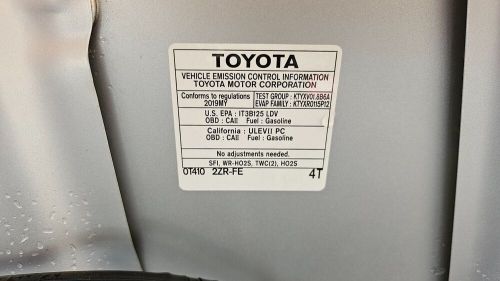 TOYOTA
VEHICLE EMISSION CONTROL INFORMATION
TOYOTA MOTOR CORPORATION
Conforms to regulations
2019MY
TEST GROUP : KTYXV01.8B6A
EVAP FAMILY : KTYXR0115P12
U.S. EPA : IT3B125 LDV
OBD : CAII Fuel : Gasoline
California : ULEVII PC
OBD : CAII Fuel : Gasoline
No adjustments needed.
SFI, WR-HO2S, TWC(2), HO2S
0T410 2ZR-FE 4T